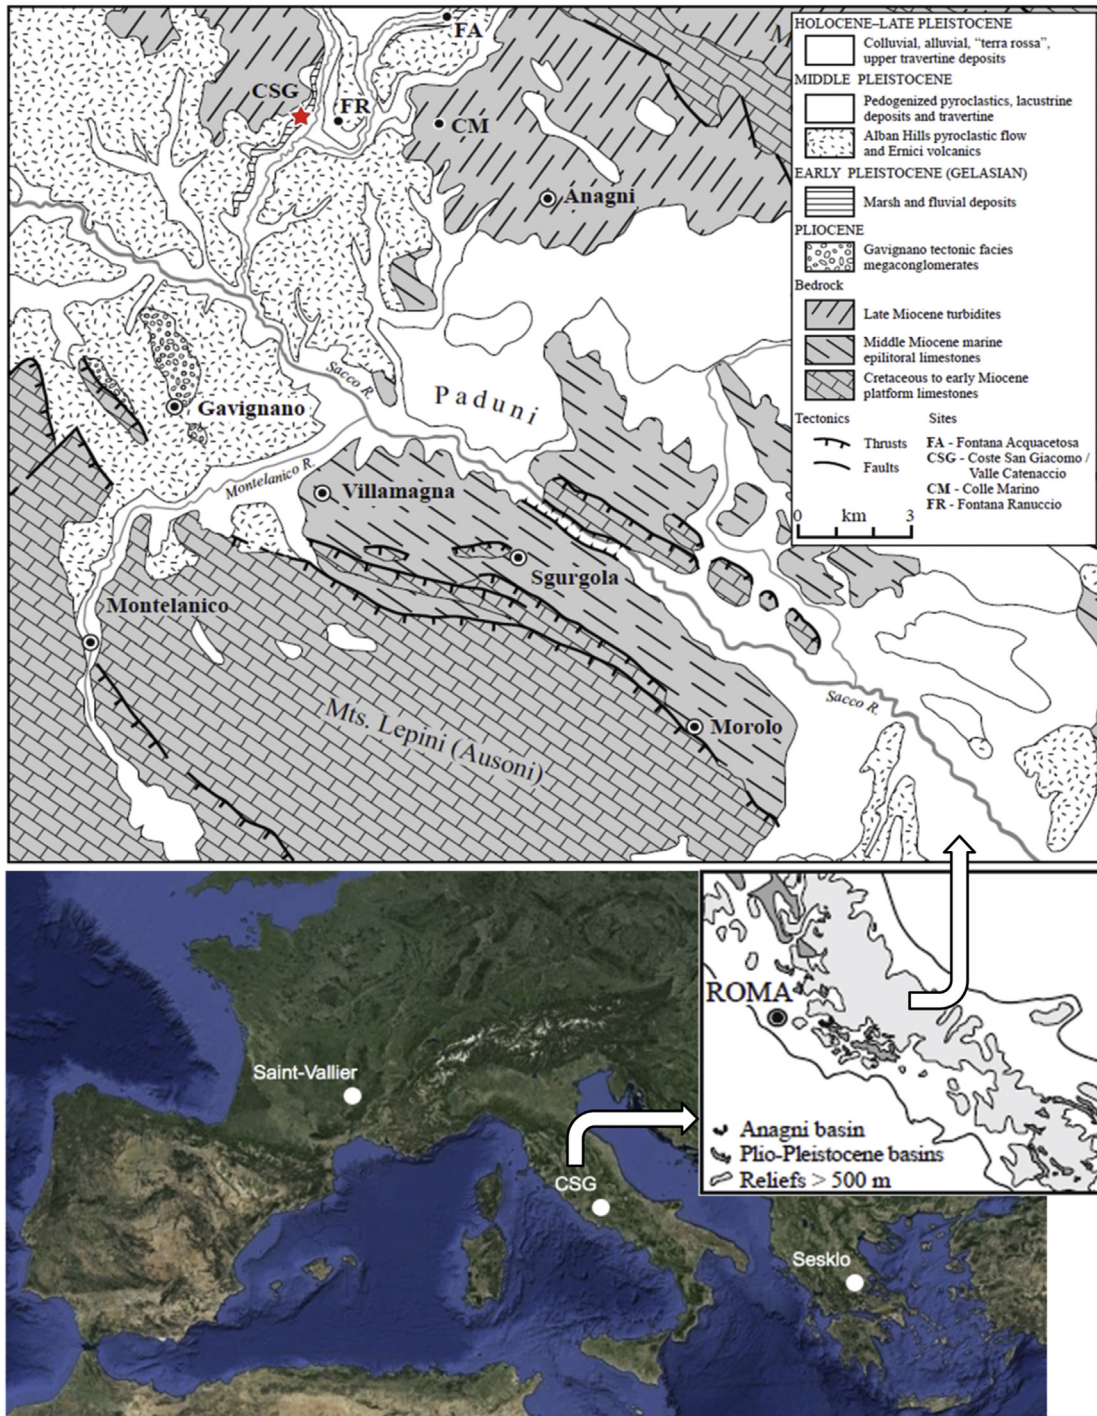 FA
CSG
FR
CM
Ánagni
M
Sacco R.
Paduni
Gavignano
Montelanico R.
Villamagna
Sgurgola
Montelanico
Mts. Lepini (Ausoni)
Morolo
Sacco R.
HOLOCENE–LATE PLEISTOCENE
Colluvial, alluvial, “terra rossa”,
upper travertine deposits
MIDDLE PLEISTOCENE
Pedogenized pyroclastics, lacustrine
deposits and travertine
Alban Hills pyroclastic flow
and Ernici volcanics
EARLY PLEISTOCENE (GELASIAN)
Marsh and fluvial deposits
PLIOCENE
Gavignano tectonic facies
megaconglomerates
Bedrock
Late Miocene turbidites
Middle Miocene marine
epilitoral limestones
Cretaceous to early Miocene
platform limestones
Tectonics
Thrusts
Faults
0 km 3
Sites
FA - Fontana Acquacetosa
CSG - Coste San Giacomo /
Valle Catenaccio
CM - Colle Marino
FR - Fontana Ranuccio
ROMA
Anagni basin
Plio-Pleistocene basins
Reliefs > 500 m
Saint-Vallier
CSG
Sesklo